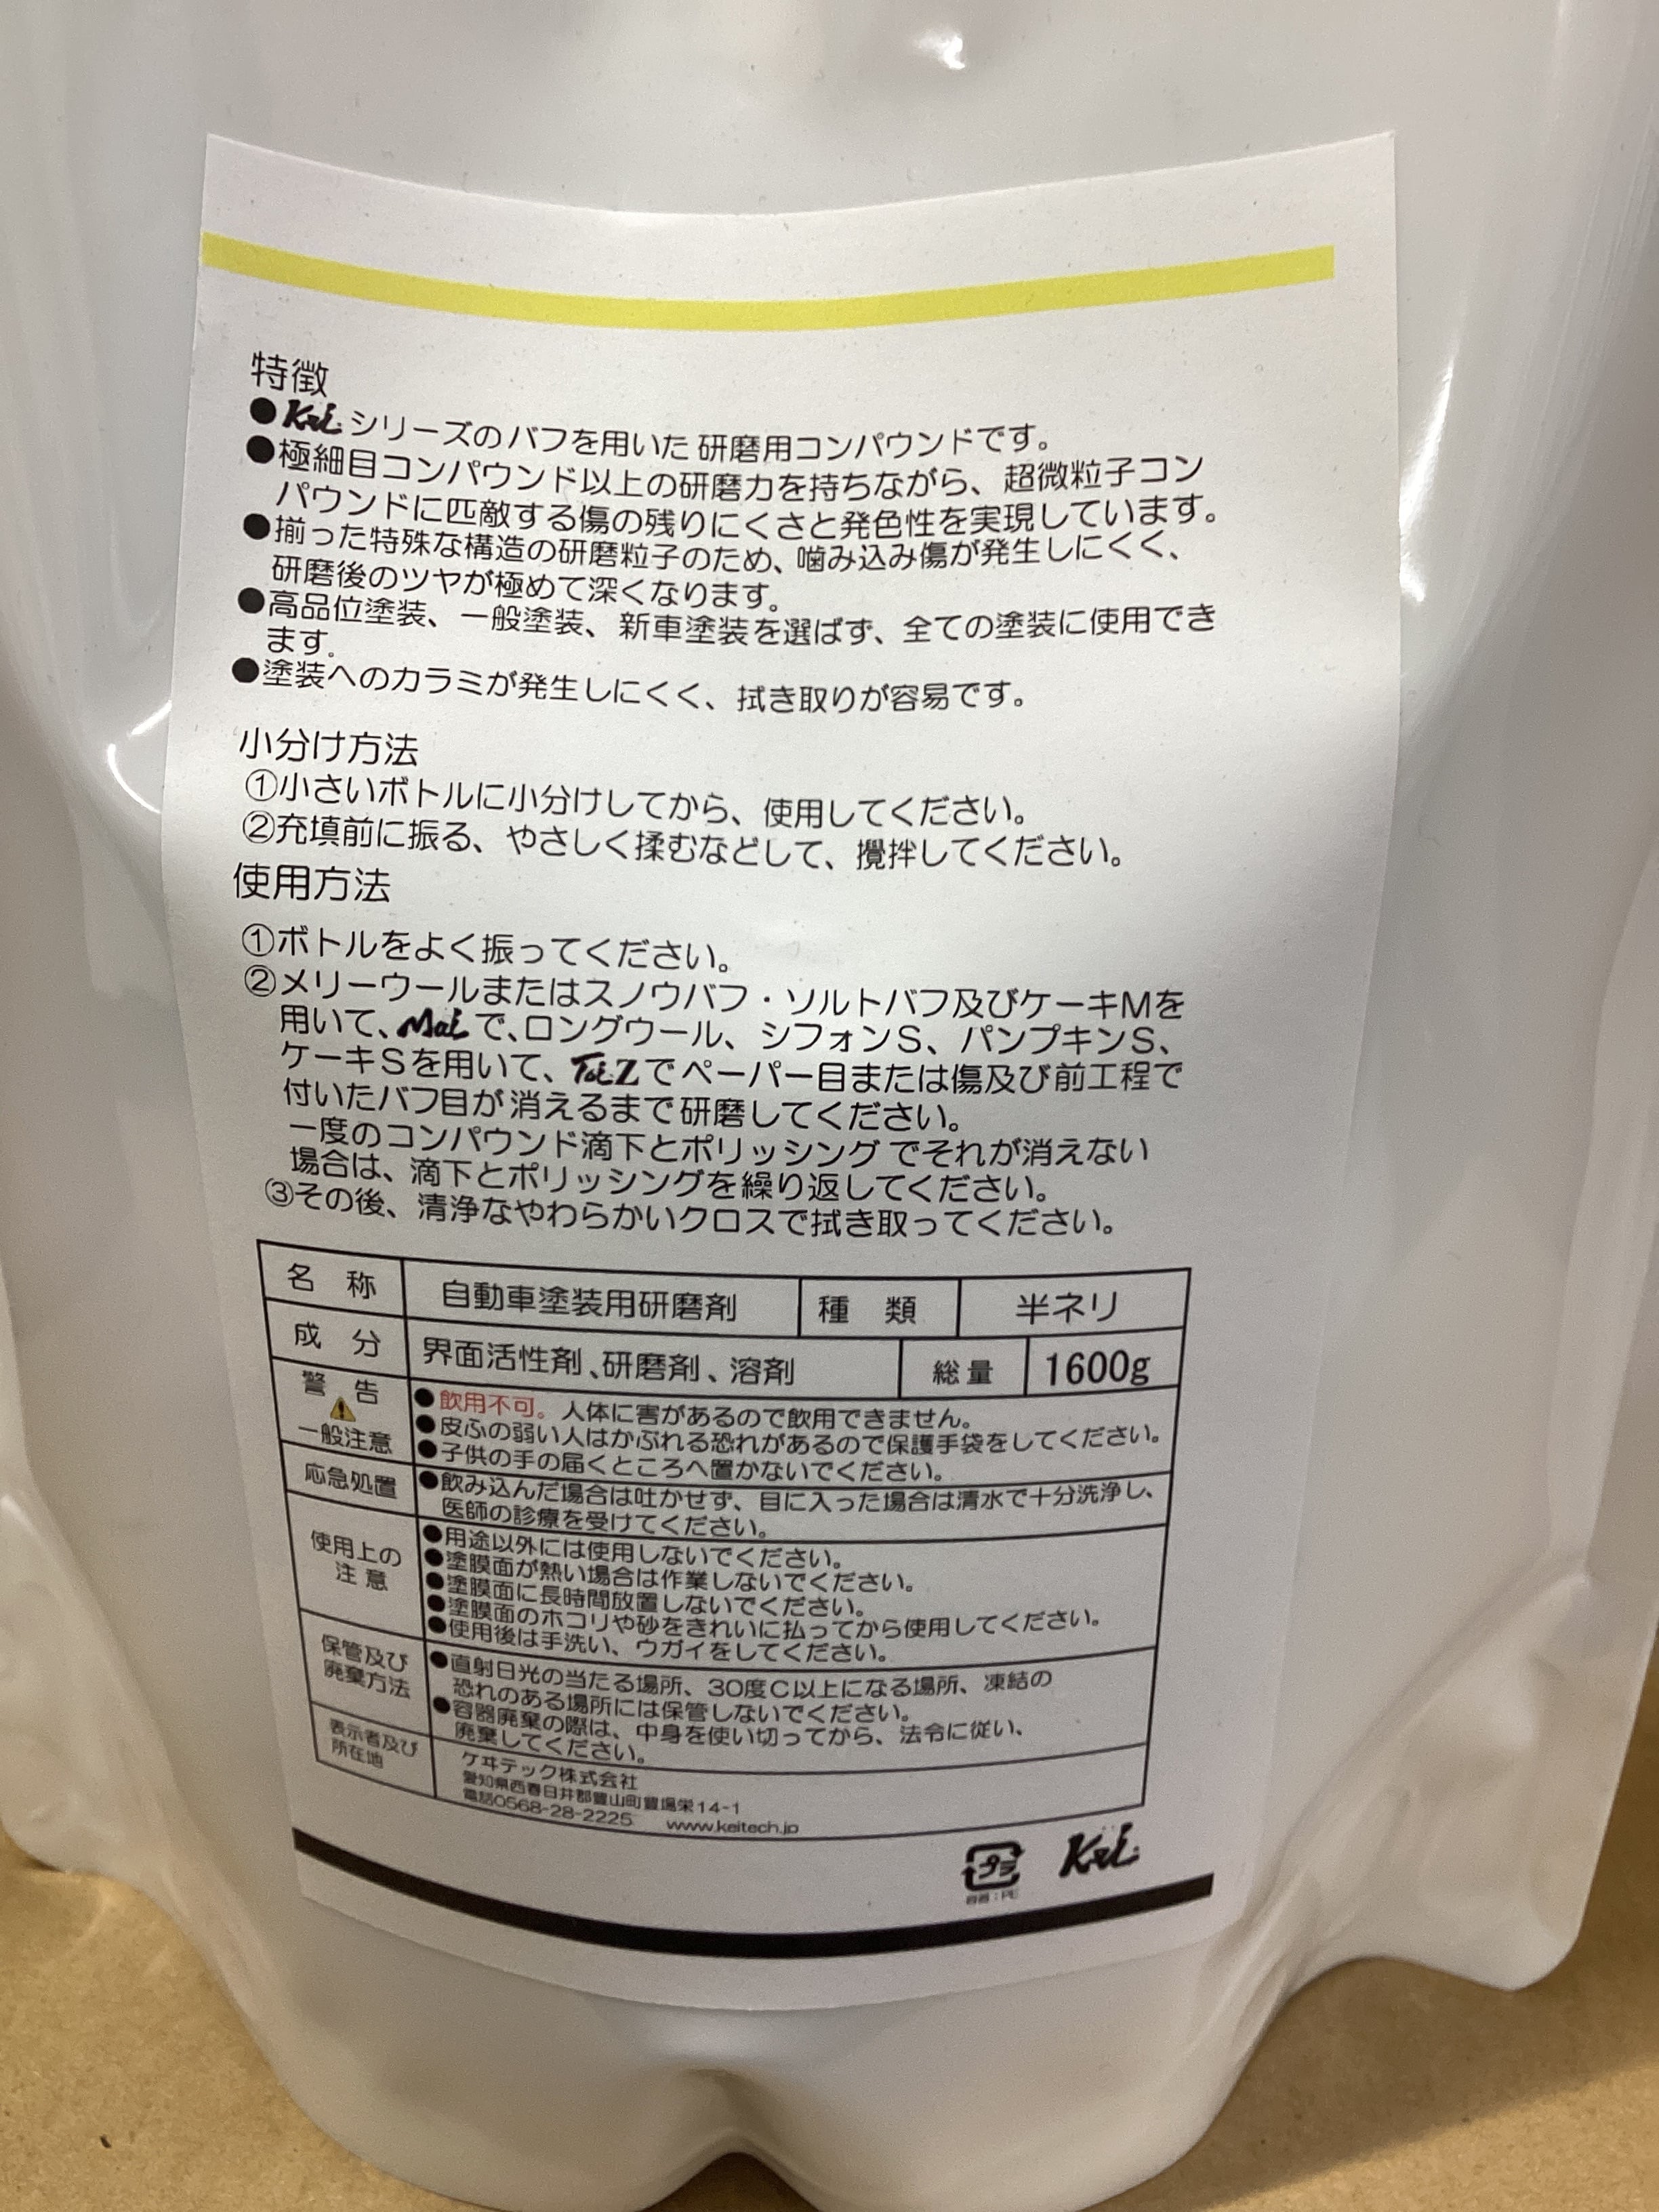 特徴
●Kei シリーズのバフを用いた 研磨用コンパウンドです。
●極細目コンパウンド以上の研磨力を持ちながら、超微粒子コン
パウンドに匹敵する傷の残りにくさと発色性を実現しています。
●揃った特殊な構造の研磨粒子のため、噛み込み傷が発生しにくく、
研磨後のツヤが極めて深くなります。
●高品位塗装、一般塗装、新車塗装を選ばず、全ての塗装に使用でき
ます。
●塗装へのカラミが発生しにくく、拭き取りが容易です。
小分け方法
①小さいボトルに小分けしてから、使用してください。
②充填前に振る、やさしく揉むなどして、攪拌してください。
使用方法
①ボトルをよく振ってください。
②メリーウールまたはスノウバフ・ソルトバフ及びケーキMを
用いて、Maiで、ロングウール、シフォンS、パンプキンS、
ケーキSを用いて、TaiZでペーパー目または傷及び前工程で
付いたバフ目が消えるまで研磨してください。
一度のコンパウンド滴下とポリッシングでそれが消えない
場合は、滴下とポリッシングを繰り返してください。
③その後、清浄なやわらかいクロスで拭き取ってください。
名 称 自動車塗装用研磨剤 種 類 半ネリ
成 分 界面活性剤、研磨剤、溶剤 総量 1600g
警 告
一般注意
●飲用不可。人体に害があるので飲用できません。
●皮ふの弱い人はかぶれる恐れがあるので保護手袋をしてください。
●子供の手の届くところへ置かないでください。
応急処置
●飲み込んだ場合は吐かせず、目に入った場合は清水で十分洗浄し、
医師の診療を受けてください。
使用上の
注 意
●用途以外には使用しないでください。
●塗膜面が熱い場合は作業しないでください。
●塗膜面に長時間放置しないでください。
●塗膜面のホコリや砂をきれいに払ってから使用してください。
●使用後は手洗い、ウガイをしてください。
保管及び
廃棄方法
●直射日光の当たる場所、30度C以上になる場所、凍結の
恐れのある場所には保管しないでください。
●容器廃棄の際は、中身を使い切ってから、法令に従い、
廃棄してください。
表示者及び
所在地
ケヰテック株式会社
愛知県西春日井郡豊山町豊場栄14-1
電話0568-28-2225 www.keitech.jp
プラ
容器：PE
Kei